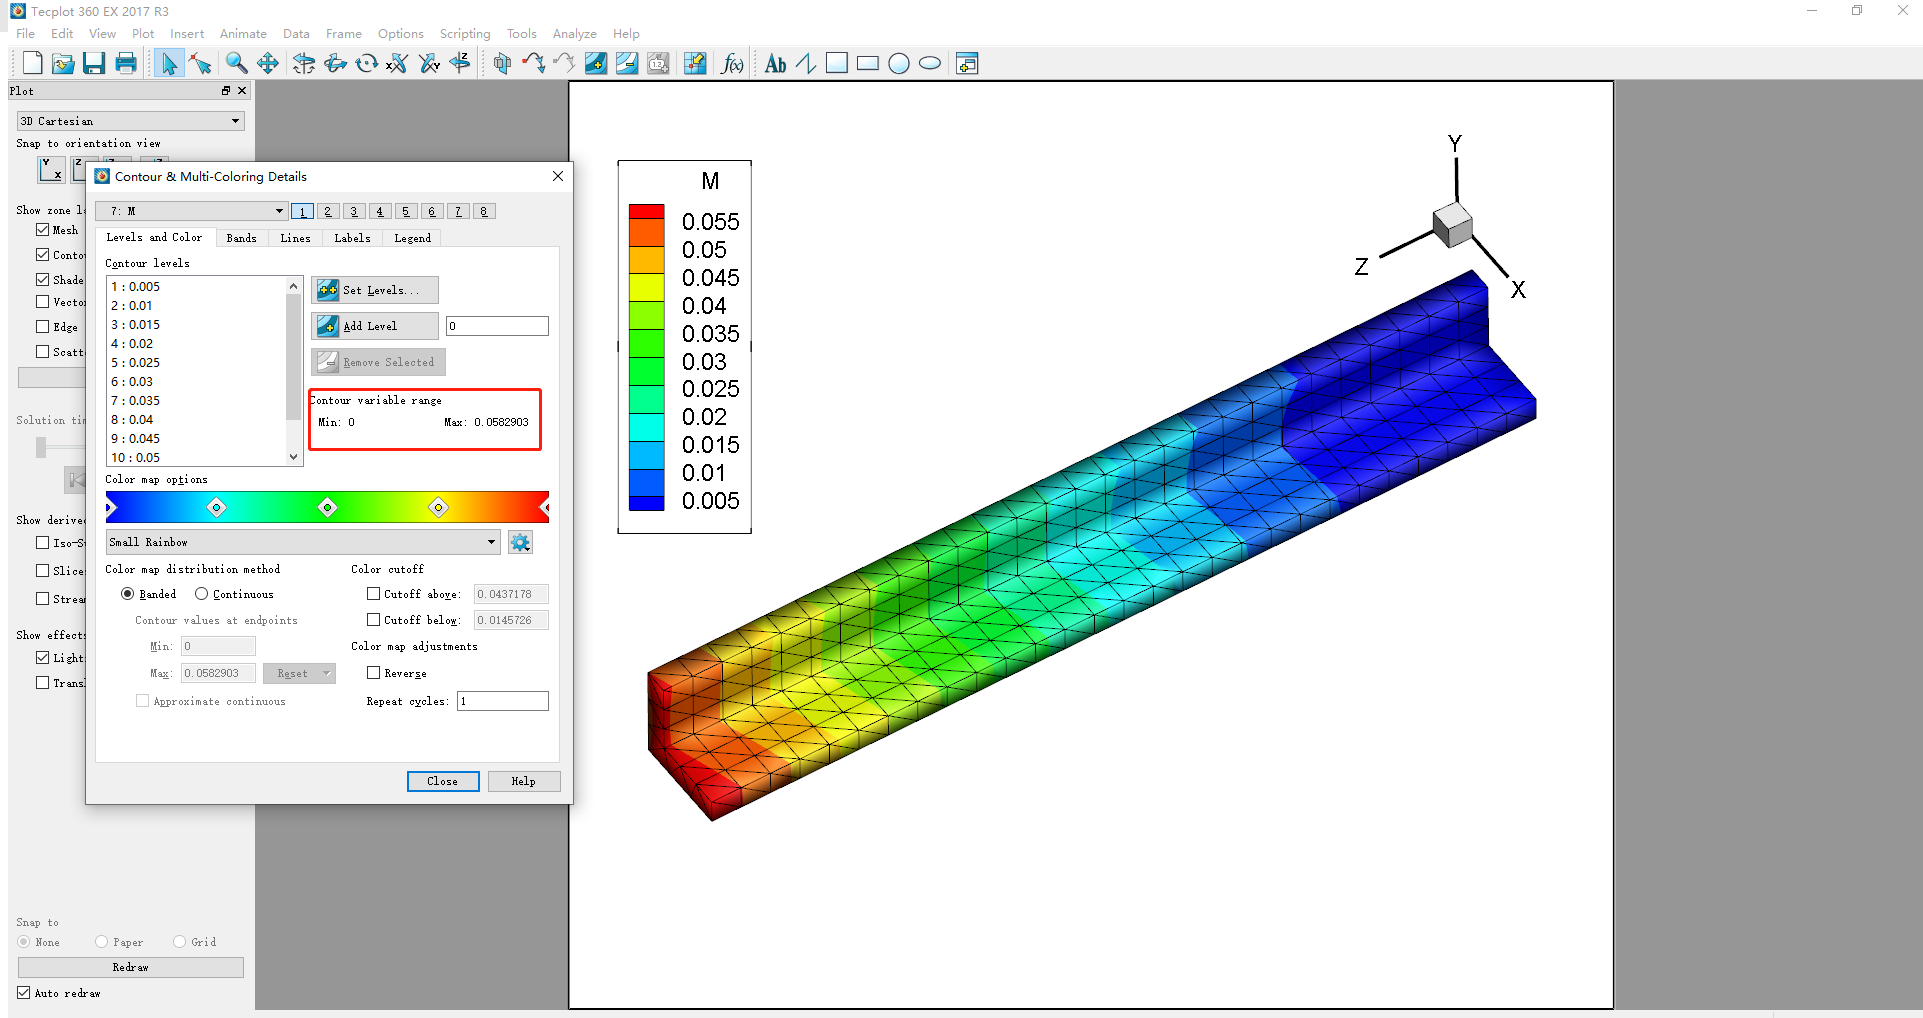 Tecplot 360 EX 2017 R3
File Edit View Plot Insert Animate Data Frame Options Scripting Tools Analyze Help
Plot
3D Cartesian
Snap to orientation view
Show zone la
Mesh
Conto
Shade
Vecto
Edge
Scatt
Solution tim
Show derive
Iso-S
Slice
Strea
Show effects
Light
Trans
Snap to
None Paper Grid
Redraw
Auto redraw
Contour & Multi-Coloring Details
7: M
1 2 3 4 5 6 7 8
Levels and Color Bands Lines Labels Legend
Contour levels
1 : 0.005
2 : 0.01
3 : 0.015
4 : 0.02
5 : 0.025
6 : 0.03
7 : 0.035
8 : 0.04
9 : 0.045
10 : 0.05
Set Levels...
Add Level 0
Remove Selected
Contour variable range
Min: 0 Max: 0.0582903
Color map options
Small Rainbow
Color map distribution method
Banded Continuous
Contour values at endpoints
Min: 0
Max: 0.0582903 Reset
Approximate continuous
Color cutoff
Cutoff above: 0.0437178
Cutoff below: 0.0145726
Color map adjustments
Reverse
Repeat cycles: 1
Close Help
M
0.055
0.05
0.045
0.04
0.035
0.03
0.025
0.02
0.015
0.01
0.005
Y
Z
X